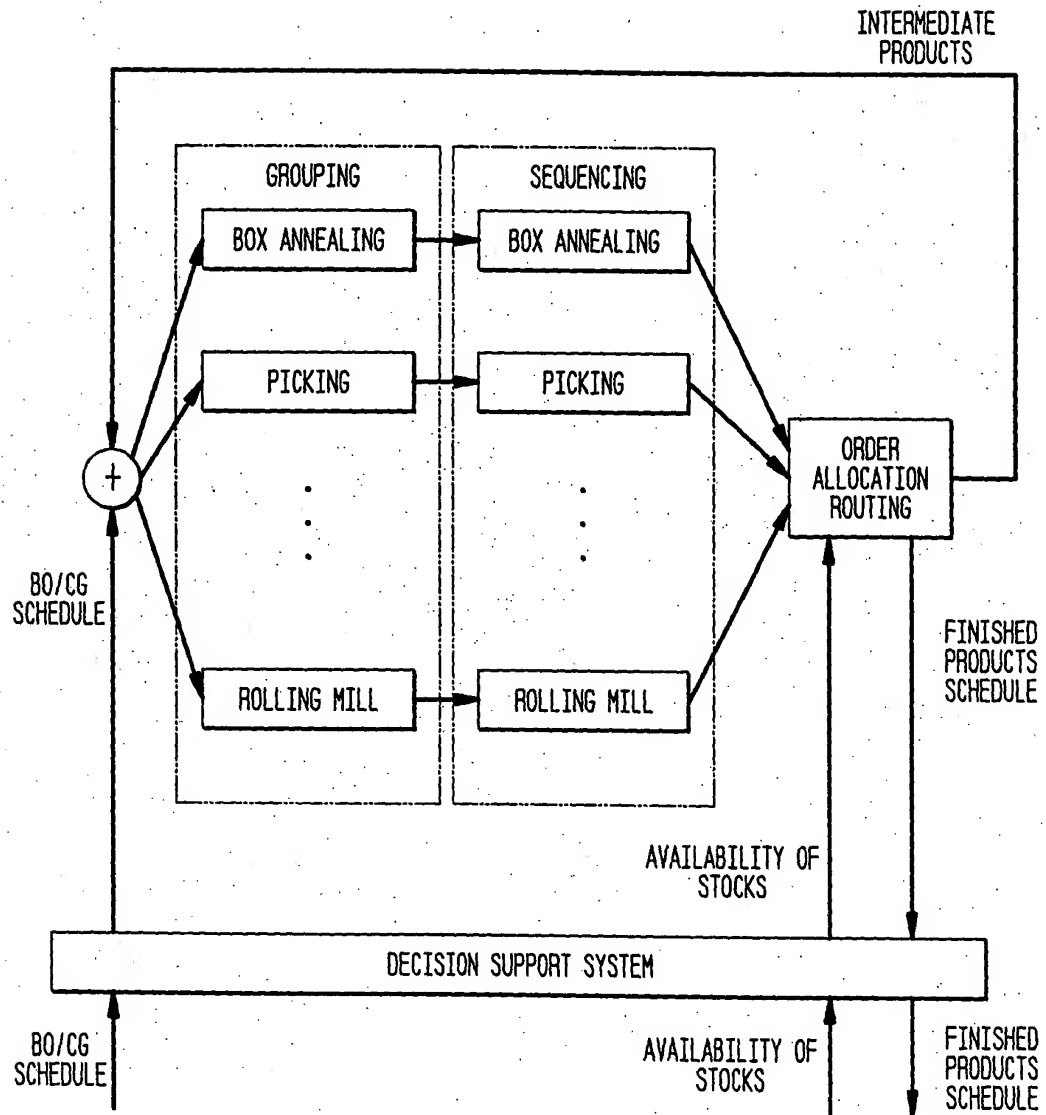 INTERMEDIATE
PRODUCTS
GROUPING
SEQUENCING
BOX ANNEALING
BOX ANNEALING
PICKING
PICKING
+
ORDER
ALLOCATION
ROUTING
BO/CG
SCHEDULE
FINISHED
PRODUCTS
SCHEDULE
ROLLING MILL
ROLLING MILL
AVAILABILITY OF
STOCKS
DECISION SUPPORT SYSTEM
BO/CG
SCHEDULE
AVAILABILITY OF
STOCKS
FINISHED
PRODUCTS
SCHEDULE